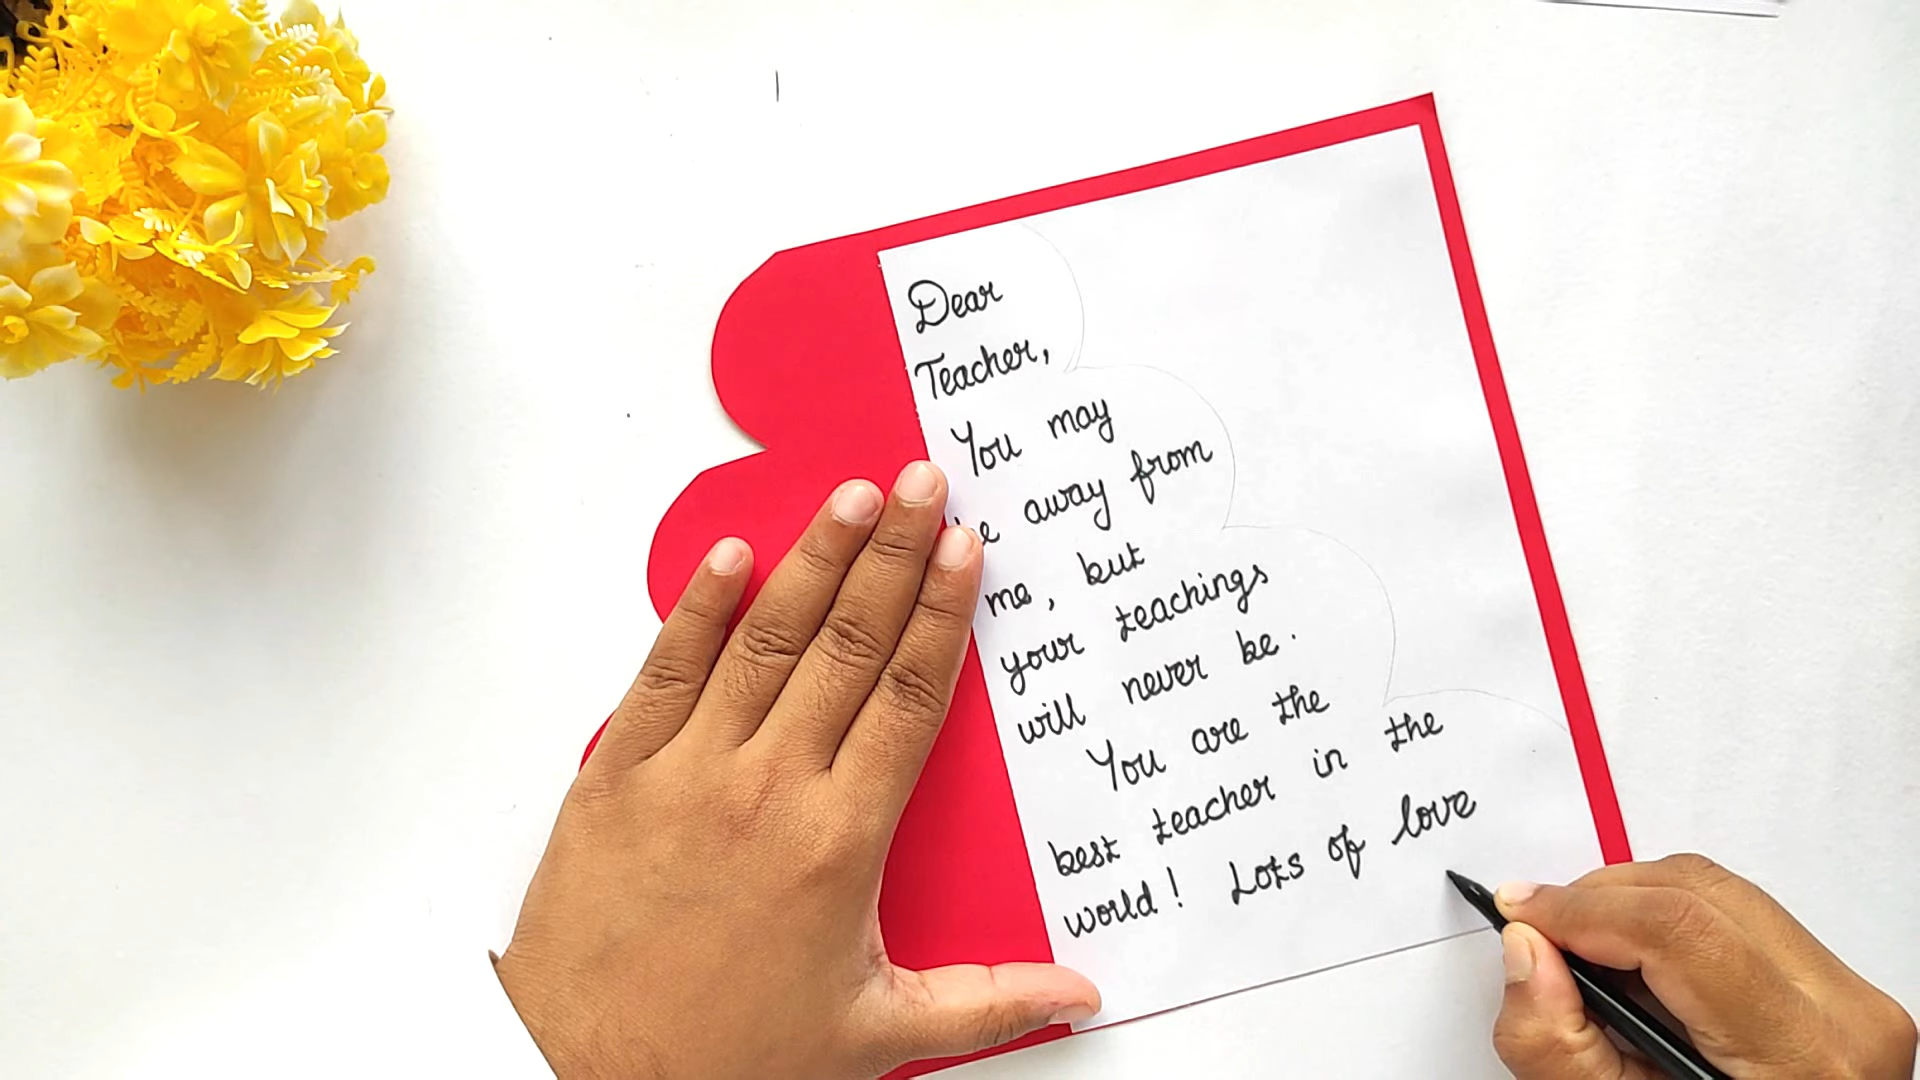 Dear
Teacher,
You may
be away from
me, but
your teachings
will never be.
You are the
best teacher in the
world! Lots of love